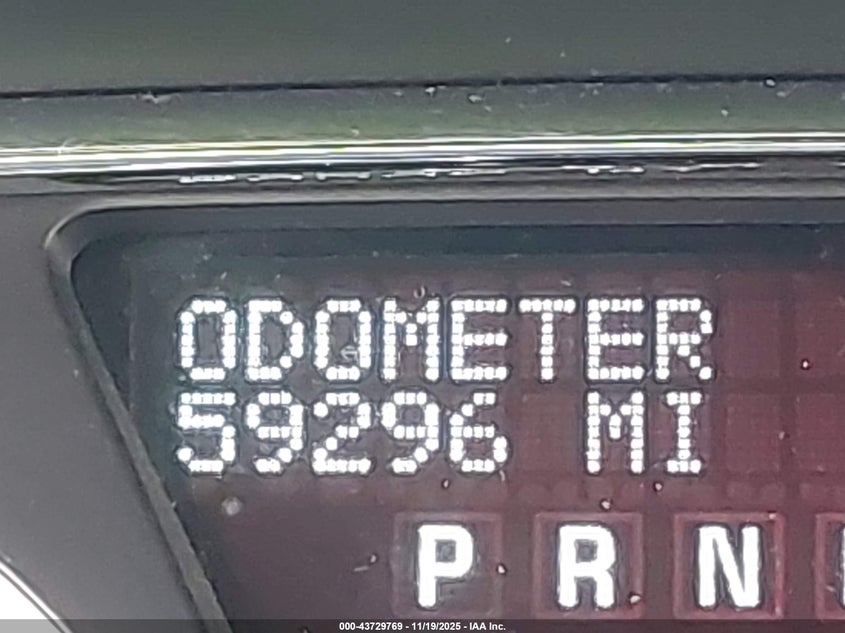 ODOMETER
59296 MI
P R N
000-43729769 - 11/19/2025 - IAA Inc.